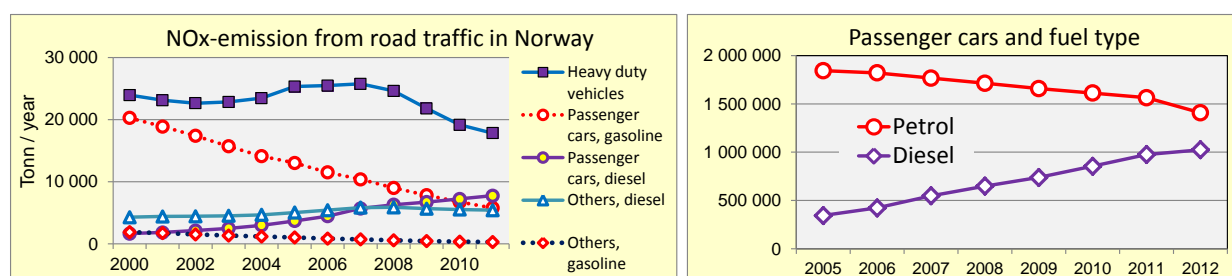 NOx-emission from road traffic in Norway
30 000
20 000
10 000
0
Tonn / year
2000 2002 2004 2006 2008 2010
Heavy duty
vehicles
Passenger
cars, gasoline
Passenger
cars, diesel
Others, diesel
Others,
gasoline
Passenger cars and fuel type
2 000 000
1 500 000
1 000 000
500 000
0
Petrol
Diesel
2005 2006 2007 2008 2009 2010 2011 2012